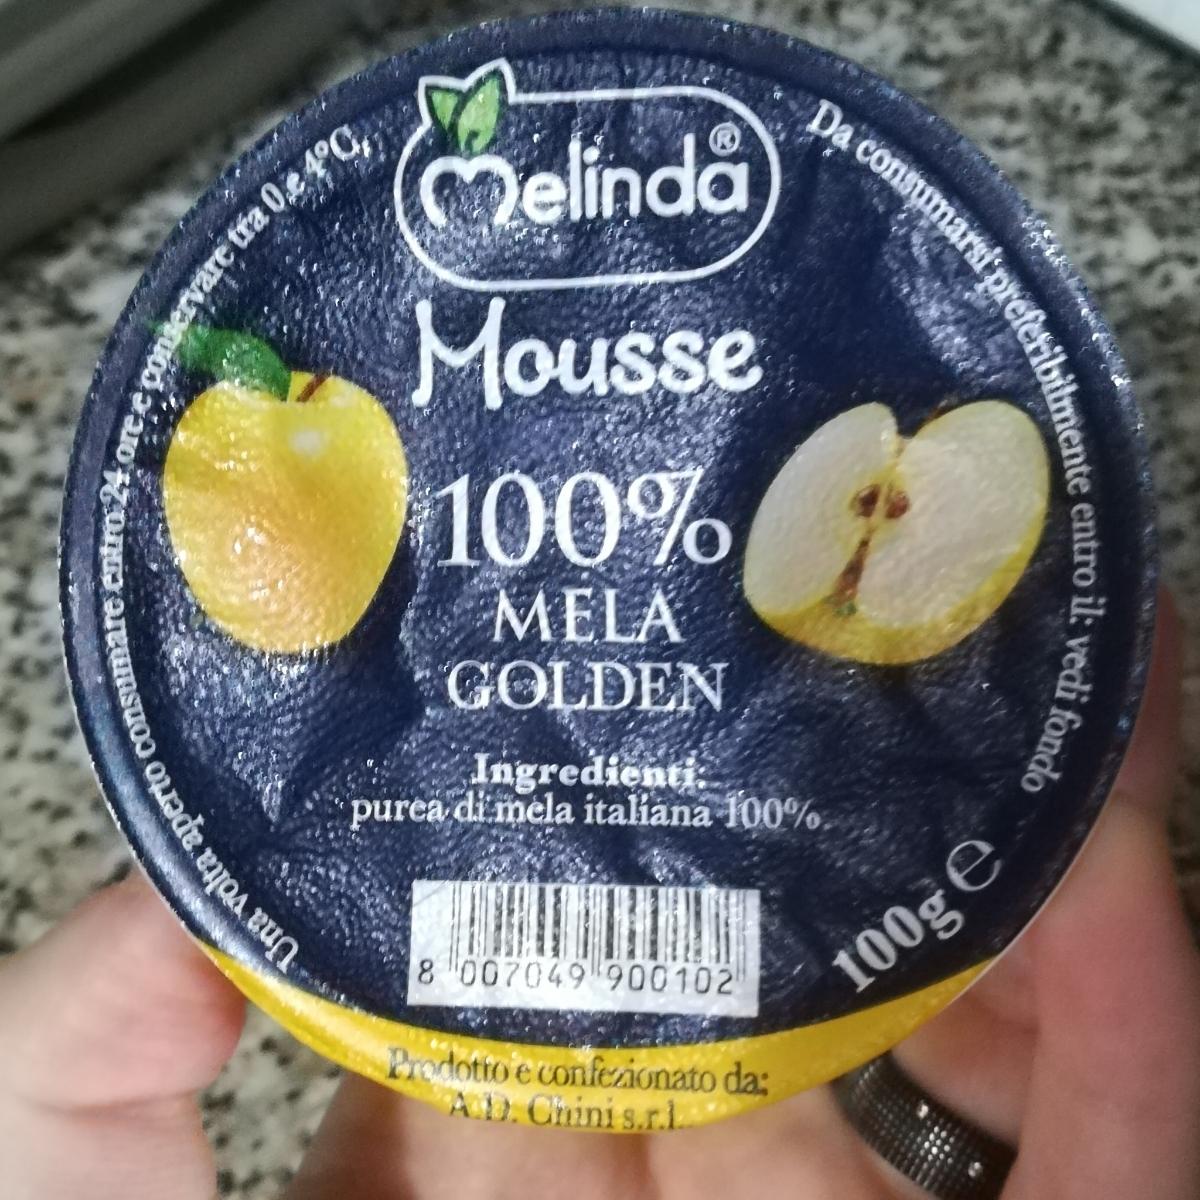 Melinda®
Mousse
100%
MELA
GOLDEN
Ingredienti:
purea di mela italiana 100%.
8 007049 900102
Prodotto e confezionato da:
A.D. Chini s.r.l.
Una volta aperto consumare entro 24 ore e conservare tra 0 e 4°C.
Da consumarsi preferibilmente entro il: vedi fondo
100g e